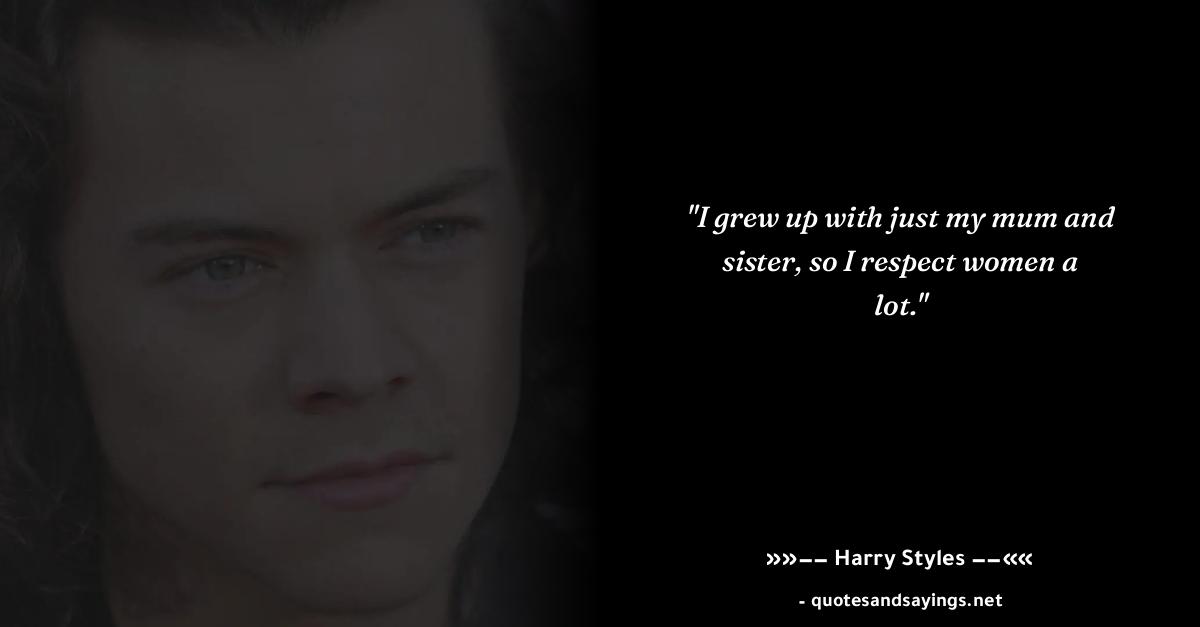 "I grew up with just my mum and
sister, so I respect women a
lot."
»»−− Harry Styles −−««
- quotesandsayings.net